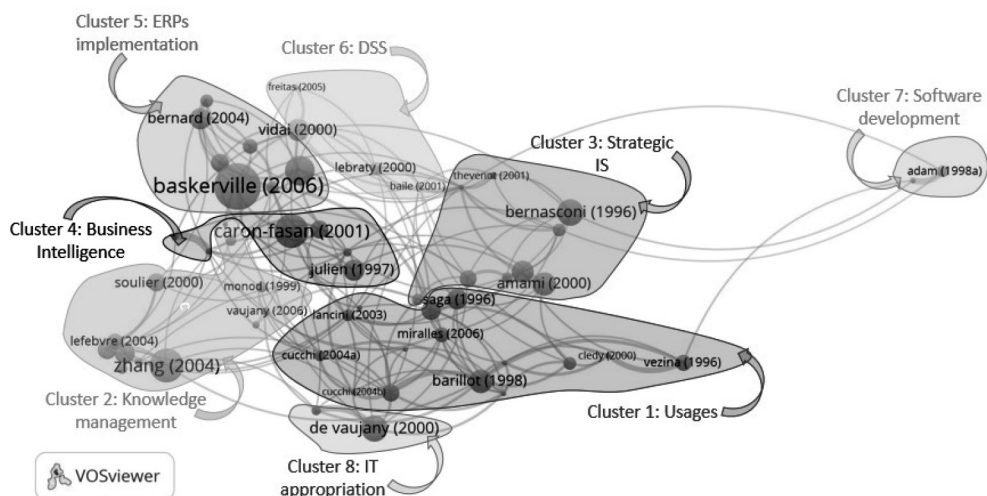 Cluster 5: ERPs
implementation
Cluster 6: DSS
freitas (2005)
bernard (2004)
vidal (2000)
Cluster 7: Software
development
adam (1998a)
Cluster 3: Strategic
IS
lebraty (2000)
baile (2001)
thevenot (2001)
baskerville (2006)
bernasconi (1996)
Cluster 4: Business
Intelligence
caron-fasan (2001)
julien (1997)
soulier (2000)
monod (1999)
amami (2000)
saga (1996)
vaujany (2006)
lancini (2003)
miralles (2006)
lefebvre (2004)
zhang (2004)
cucchi (2004a)
cledy (2000)
vezina (1996)
cucchi (2004b)
barillot (1998)
Cluster 2: Knowledge
management
Cluster 1: Usages
de vaujany (2000)
Cluster 8: IT
appropriation
VOSviewer